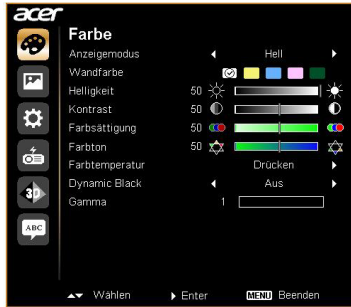 acer
Farbe
Anzeigemodus Hell
Wandfarbe
Helligkeit 50
Kontrast 50
Farbsättigung 50
Farbton 50
Farbtemperatur Drücken
Dynamic Black Aus
Gamma 1
3D
ABC
Wählen Enter MENU Beenden